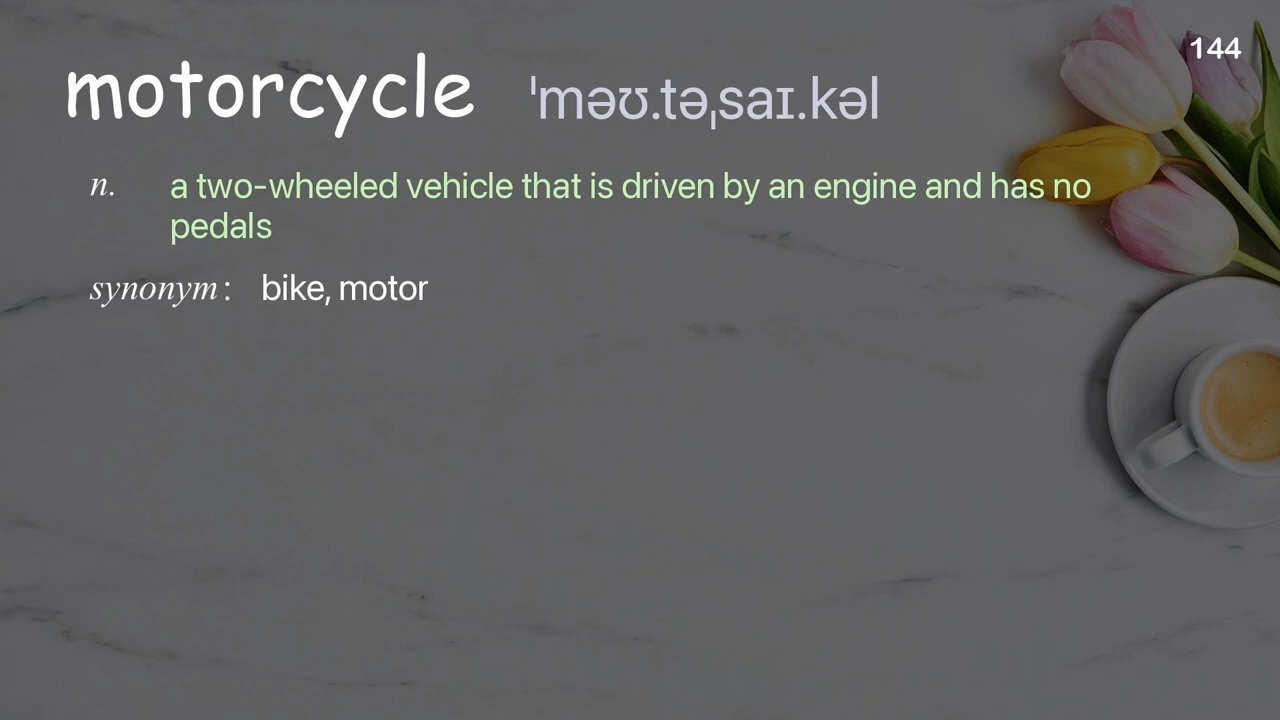 144
motorcycle ˈməʊ.təˌsaɪ.kəl
n. a two-wheeled vehicle that is driven by an engine and has no
pedals
synonym: bike, motor